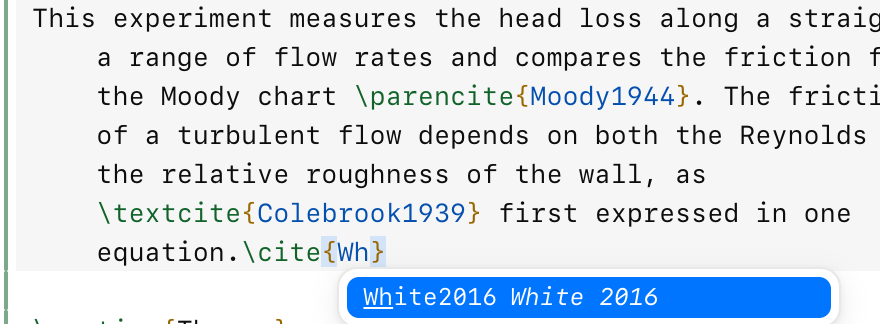 This experiment measures the head loss along a
a range of flow rates and compares the friction
the Moody chart \parencite{Moody1944}. The
of a turbulent flow depends on both the Reynolds
the relative roughness of the wall, as
\textcite{Colebrook1939} first expressed in one
equation.\cite{Wh}
White2016 White 2016